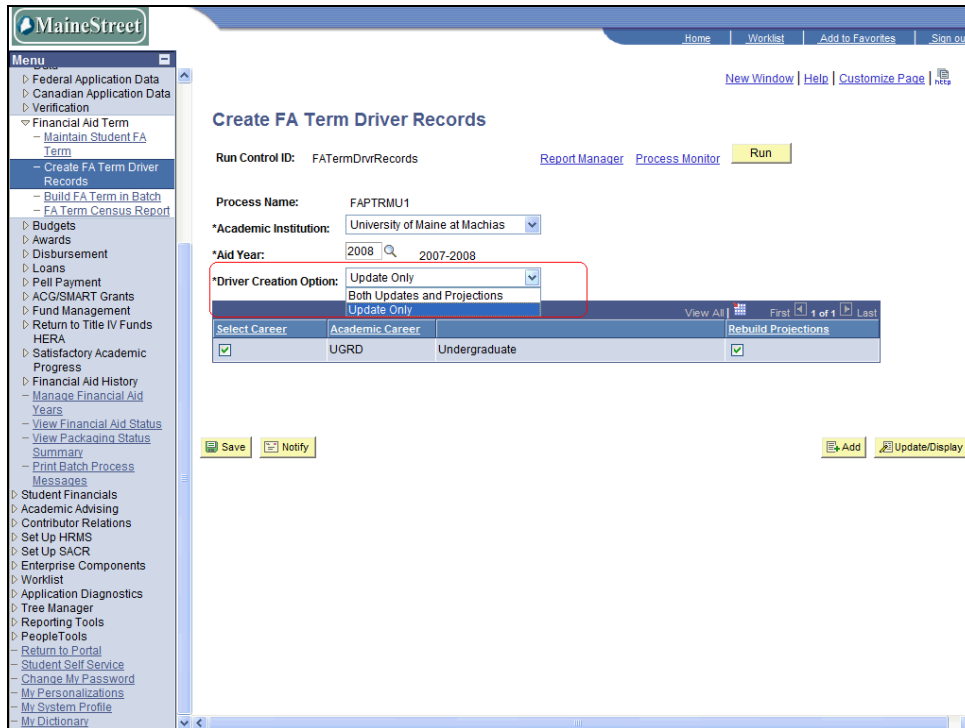 MaineStreet
Home
Worklist
Add to Favorites
Sign ou
Menu
Federal Application Data
Canadian Application Data
Verification
Financial Aid Term
Maintain Student FA
Term
Create FA Term Driver
Records
Build FA Term in Batch
FA Term Census Report
Budgets
Awards
Disbursement
Loans
Pell Payment
ACG/SMART Grants
Fund Management
Return to Title IV Funds
HERA
Satisfactory Academic
Progress
Financial Aid History
Manage Financial Aid
Years
View Financial Aid Status
View Packaging Status
Summary
Print Batch Process
Messages
Student Financials
Academic Advising
Contributor Relations
Set Up HRMS
Set Up SACR
Enterprise Components
Worklist
Application Diagnostics
Tree Manager
Reporting Tools
PeopleTools
Return to Portal
Student Self Service
Change My Password
My Personalizations
My System Profile
My Dictionary
New Window | Help | Customize Page | http
Create FA Term Driver Records
Run Control ID: FATermDrvrRecords Report Manager Process Monitor Run
Process Name: FAPTRMU1
*Academic Institution: University of Maine at Machias
*Aid Year: 2008 2007-2008
*Driver Creation Option: Update Only
Both Updates and Projections
Update Only
View All | First 1 of 1 Last
Select Career Academic Career Rebuild Projections
UGRD Undergraduate
Save Notify Add Update/Display